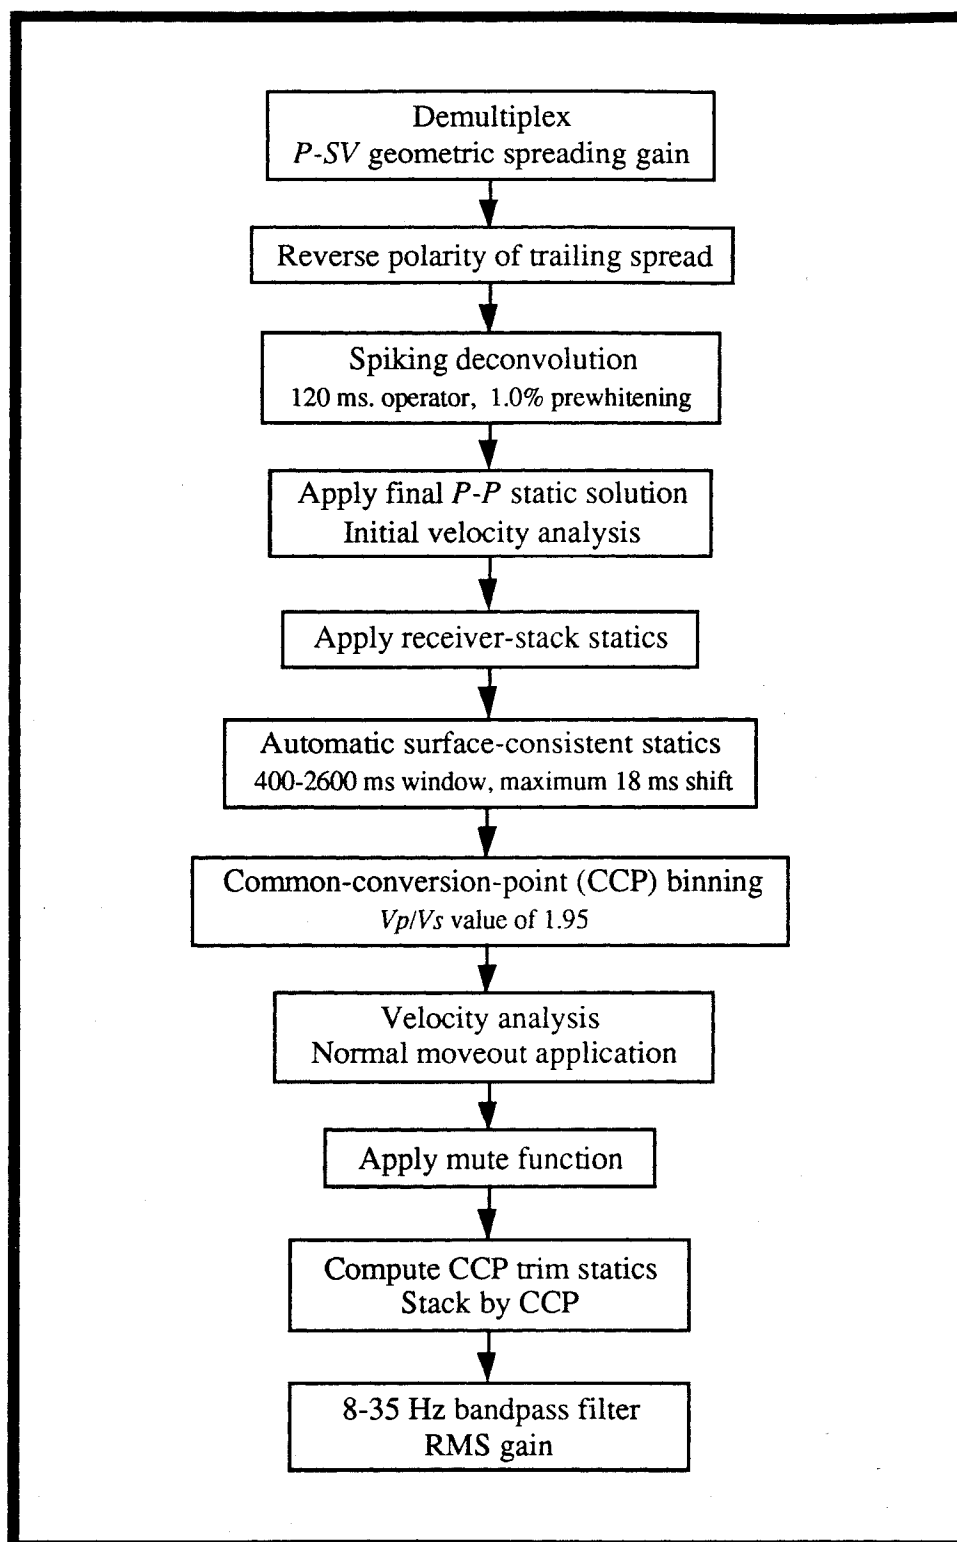 Demultiplex
P-SV geometric spreading gain
Reverse polarity of trailing spread
Spiking deconvolution
120 ms. operator, 1.0% prewhitening
Apply final P-P static solution
Initial velocity analysis
Apply receiver-stack statics
Automatic surface-consistent statics
400-2600 ms window, maximum 18 ms shift
Common-conversion-point (CCP) binning
Vp/Vs value of 1.95
Velocity analysis
Normal moveout application
Apply mute function
Compute CCP trim statics
Stack by CCP
8-35 Hz bandpass filter
RMS gain